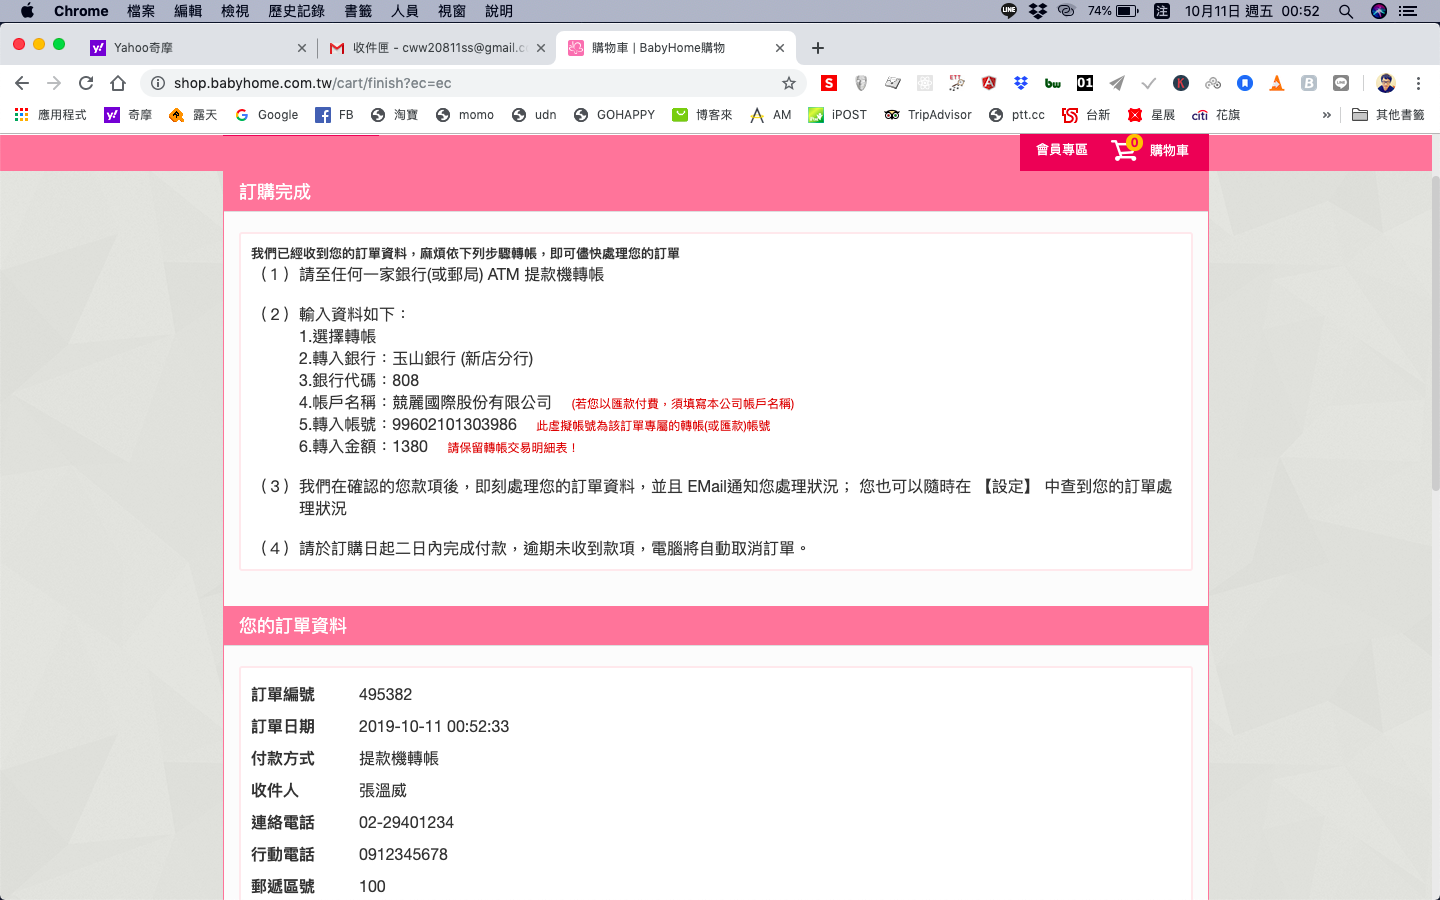 Chrome 檔案 編輯 檢視 歷史記錄 書籤 人員 視窗 說明 LINE 74% 注 10月11日 週五 00:52
Yahoo奇摩 收件匣 - cww20811ss@gmail.c 購物車 | BabyHome購物
shop.babyhome.com.tw/cart/finish?ec=ec
應用程式 奇摩 露天 Google FB 淘寶 momo udn GOHAPPY 博客來 AM iPOST TripAdvisor ptt.cc 台新 星展 citi 花旗 » 其他書籤
會員專區 0 購物車
訂購完成
我們已經收到您的訂單資料，麻煩依下列步驟轉帳，即可儘快處理您的訂單
（1）請至任何一家銀行(或郵局) ATM 提款機轉帳
（2）輸入資料如下：
1.選擇轉帳
2.轉入銀行：玉山銀行 (新店分行)
3.銀行代碼：808
4.帳戶名稱：競麗國際股份有限公司 (若您以匯款付費，須填寫本公司帳戶名稱)
5.轉入帳號：99602101303986 此虛擬帳號為該訂單專屬的轉帳(或匯款)帳號
6.轉入金額：1380 請保留轉帳交易明細表！
（3）我們在確認的您款項後，即刻處理您的訂單資料，並且 EMail通知您處理狀況； 您也可以隨時在 【設定】 中查到您的訂單處
理狀況
（4）請於訂購日起二日內完成付款，逾期未收到款項，電腦將自動取消訂單。
您的訂單資料
訂單編號 495382
訂單日期 2019-10-11 00:52:33
付款方式 提款機轉帳
收件人 張溫威
連絡電話 02-29401234
行動電話 0912345678
郵遞區號 100